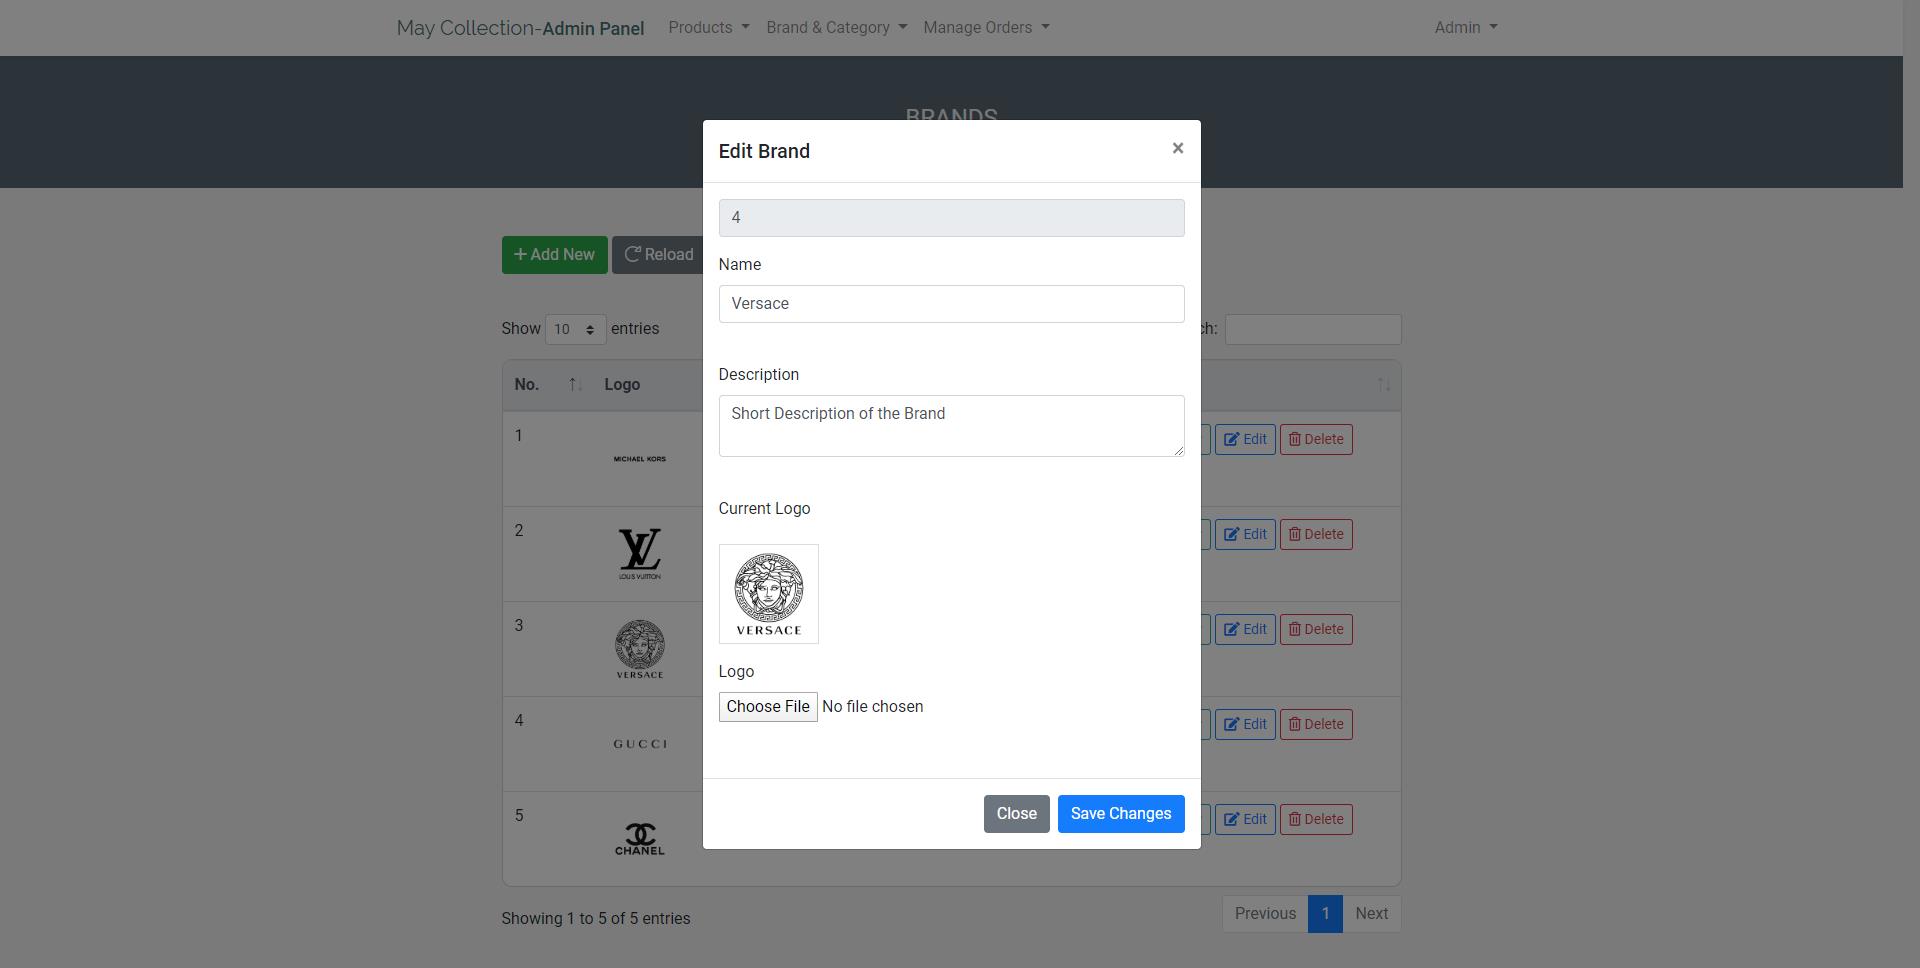 May Collection-Admin Panel Products Brand & Category Manage Orders Admin
BRANDS
Edit Brand ×
4
Name
Versace
Description
Short Description of the Brand
Current Logo
VERSACE
Logo
Choose File No file chosen
Close Save Changes
Add New Reload
Show 10 entries ch:
No. Logo
1 MICHAEL KORS Edit Delete
2 LOUIS VUITTON Edit Delete
3 VERSACE Edit Delete
4 GUCCI Edit Delete
5 CHANEL Edit Delete
Showing 1 to 5 of 5 entries Previous 1 Next